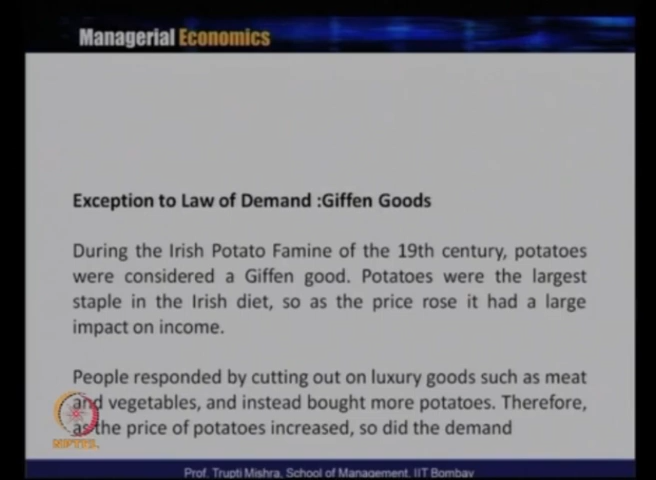 Managerial Economics
Exception to Law of Demand :Giffen Goods
During the Irish Potato Famine of the 19th century, potatoes
were considered a Giffen good. Potatoes were the largest
staple in the Irish diet, so as the price rose it had a large
impact on income.
People responded by cutting out on luxury goods such as meat
and vegetables, and instead bought more potatoes. Therefore,
as the price of potatoes increased, so did the demand
NPTEL
Prof. Trupti Mishra, School of Management, IIT Bombay